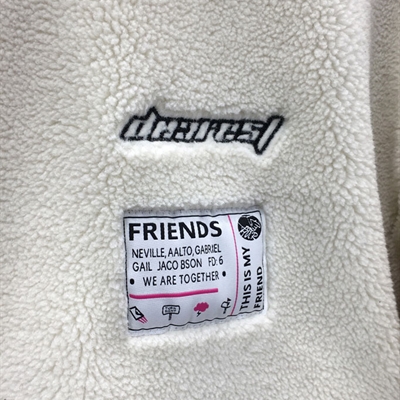 dearest
FRIENDS
NEVILLE, AALTO, GABRIEL
GAIL JACO BSON FD: 6
• WE ARE TOGETHER •
THIS IS MY
FRIEND